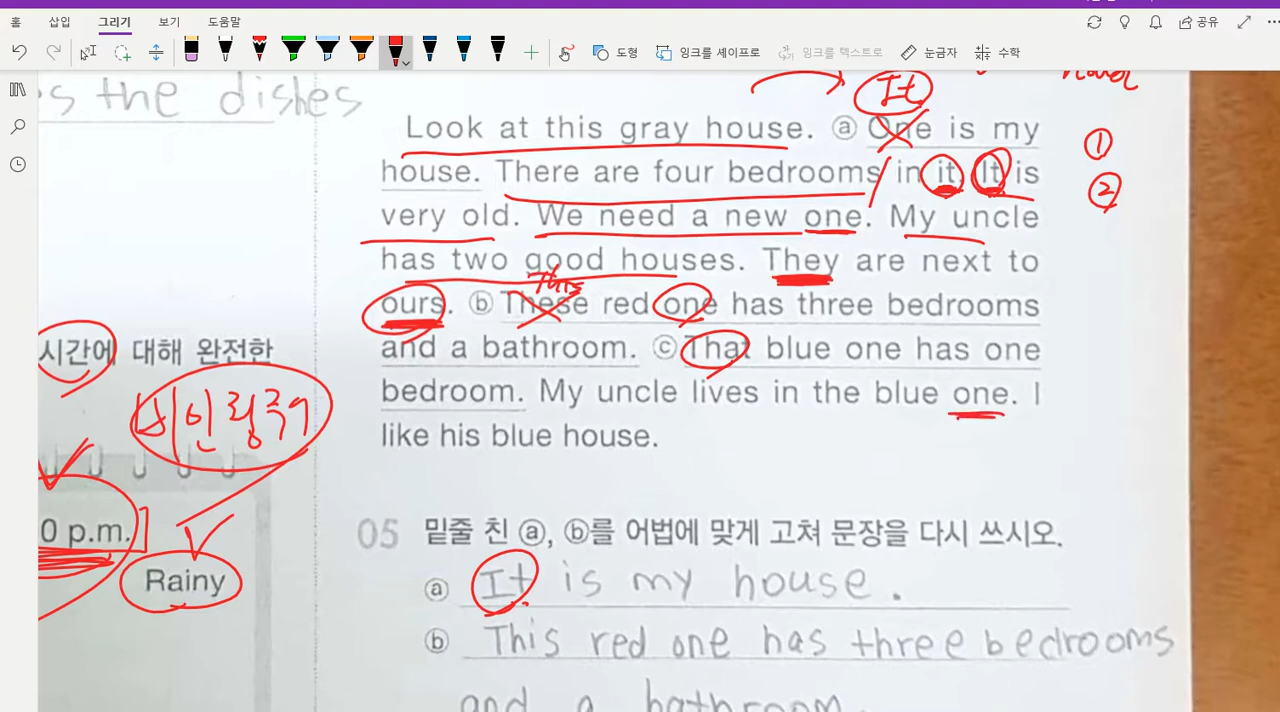 홈 삽입 그리기 보기 도움말 공유
도형 잉크를 셰이프로 잉크를 텍스트로 눈금자 수학
s the dishes
It
Look at this gray house. ⓐ One is my ①
house. There are four bedrooms in it. It is ②
very old. We need a new one. My uncle
has two good houses. They are next to
This
ours. ⓑ These red one has three bedrooms
and a bathroom. ⓒ That blue one has one
bedroom. My uncle lives in the blue one. I
like his blue house.
시간에 대해 완전한
비인칭주어
0 p.m.
Rainy
05 밑줄 친 ⓐ, ⓑ를 어법에 맞게 고쳐 문장을 다시 쓰시오.
ⓐ It is my house.
ⓑ This red one has three bedrooms
and a bathroom.